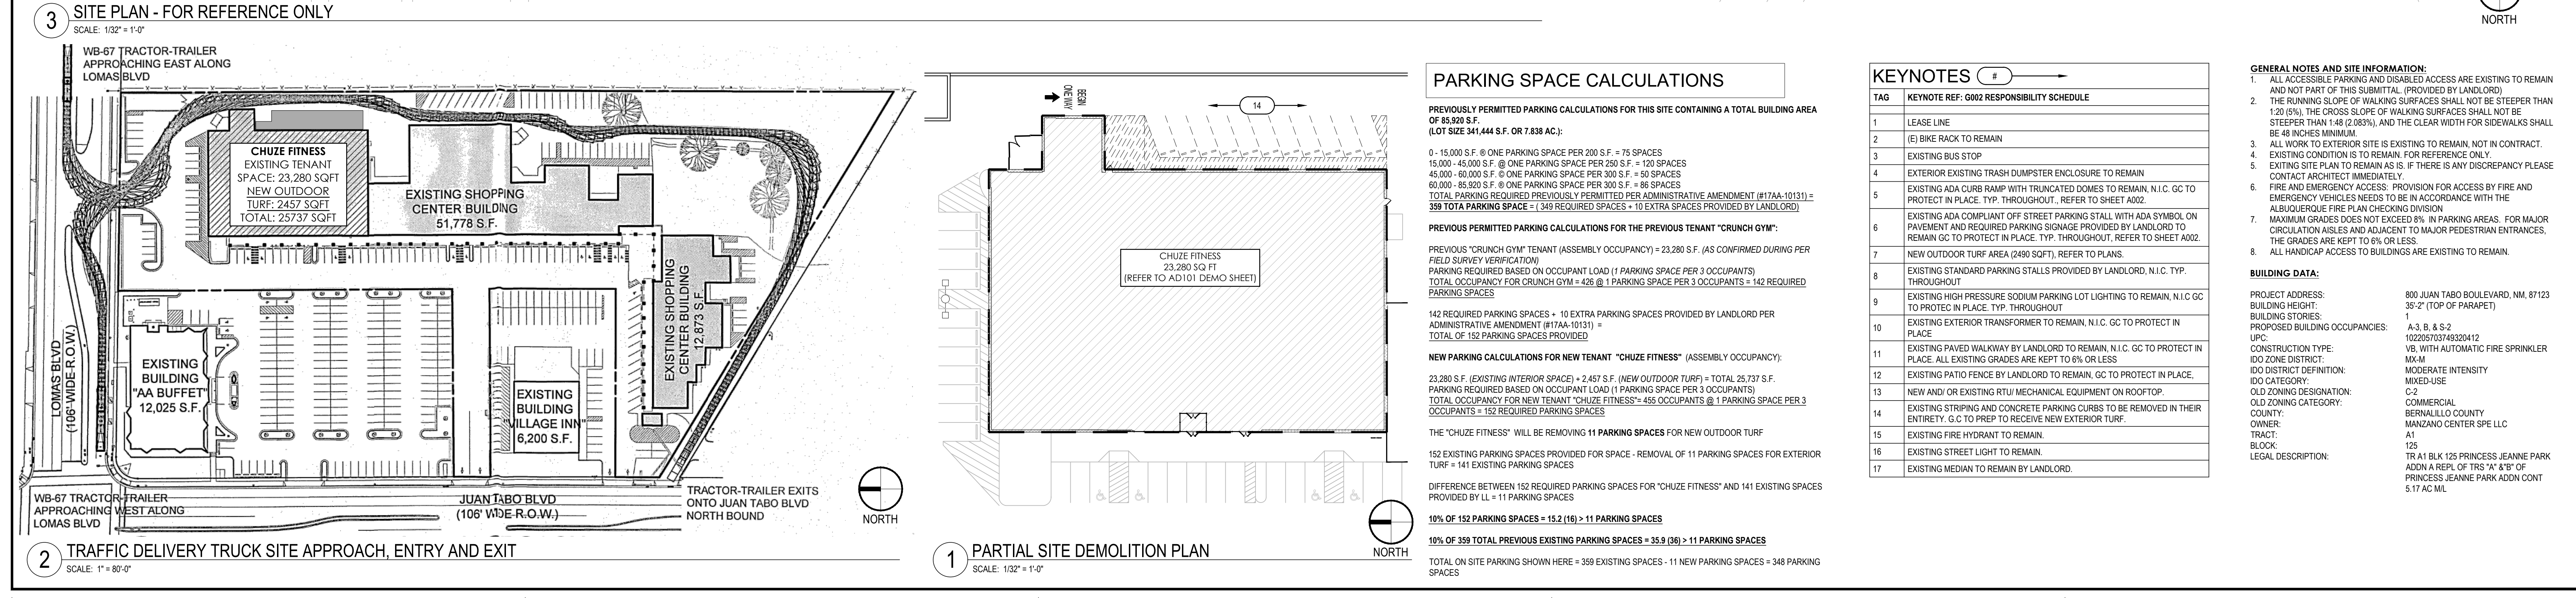 3
SITE PLAN - FOR REFERENCE ONLY
SCALE: 1/32" = 1'-0"
NORTH
WB-67 TRACTOR-TRAILER
APPROACHING EAST ALONG
LOMAS BLVD
CHUZE FITNESS
EXISTING TENANT
SPACE: 23,280 SQFT
NEW OUTDOOR
TURF: 2457 SQFT
TOTAL: 25737 SQFT
EXISTING SHOPPING
CENTER BUILDING
51,778 S.F.
EXISTING SHOPPING
CENTER BUILDING
12,873 S.F.
LOMAS BLVD
(106' WIDE-R.O.W.)
EXISTING
BUILDING
"AA BUFFET"
12,025 S.F.
EXISTING
BUILDING
"VILLAGE INN"
6,200 S.F.
WB-67 TRACTOR-TRAILER
APPROACHING WEST ALONG
LOMAS BLVD
JUAN TABO BLVD
(106' WIDE-R.O.W.)
TRACTOR-TRAILER EXITS
ONTO JUAN TABO BLVD
NORTH BOUND
NORTH
2
TRAFFIC DELIVERY TRUCK SITE APPROACH, ENTRY AND EXIT
SCALE: 1" = 80'-0"
BEGIN
ONE WAY
14
CHUZE FITNESS
23,280 SQ FT
(REFER TO AD101 DEMO SHEET)
NORTH
1
PARTIAL SITE DEMOLITION PLAN
SCALE: 1/32" = 1'-0"
PARKING SPACE CALCULATIONS
PREVIOUSLY PERMITTED PARKING CALCULATIONS FOR THIS SITE CONTAINING A TOTAL BUILDING AREA
OF 85,920 S.F.
(LOT SIZE 341,444 S.F. OR 7.838 AC.):
0 - 15,000 S.F. ® ONE PARKING SPACE PER 200 S.F. = 75 SPACES
15,000 - 45,000 S.F. @ ONE PARKING SPACE PER 250 S.F. = 120 SPACES
45,000 - 60,000 S.F. © ONE PARKING SPACE PER 300 S.F. = 50 SPACES
60,000 - 85,920 S.F. ® ONE PARKING SPACE PER 300 S.F. = 86 SPACES
TOTAL PARKING REQUIRED PREVIOUSLY PERMITTED PER ADMINISTRATIVE AMENDMENT (#17AA-10131) =
359 TOTA PARKING SPACE = ( 349 REQUIRED SPACES + 10 EXTRA SPACES PROVIDED BY LANDLORD)
PREVIOUS PERMITTED PARKING CALCULATIONS FOR THE PREVIOUS TENANT "CRUNCH GYM":
PREVIOUS "CRUNCH GYM" TENANT (ASSEMBLY OCCUPANCY) = 23,280 S.F. (AS CONFIRMED DURING PER
FIELD SURVEY VERIFICATION)
PARKING REQUIRED BASED ON OCCUPANT LOAD (1 PARKING SPACE PER 3 OCCUPANTS)
TOTAL OCCUPANCY FOR CRUNCH GYM = 426 @ 1 PARKING SPACE PER 3 OCCUPANTS = 142 REQUIRED
PARKING SPACES
142 REQUIRED PARKING SPACES + 10 EXTRA PARKING SPACES PROVIDED BY LANDLORD PER
ADMINISTRATIVE AMENDMENT (#17AA-10131) =
TOTAL OF 152 PARKING SPACES PROVIDED
NEW PARKING CALCULATIONS FOR NEW TENANT "CHUZE FITNESS" (ASSEMBLY OCCUPANCY):
23,280 S.F. (EXISTING INTERIOR SPACE) + 2,457 S.F. (NEW OUTDOOR TURF) = TOTAL 25,737 S.F.
PARKING REQUIRED BASED ON OCCUPANT LOAD (1 PARKING SPACE PER 3 OCCUPANTS)
TOTAL OCCUPANCY FOR NEW TENANT "CHUZE FITNESS"= 455 OCCUPANTS @ 1 PARKING SPACE PER 3
OCCUPANTS = 152 REQUIRED PARKING SPACES
THE "CHUZE FITNESS" WILL BE REMOVING 11 PARKING SPACES FOR NEW OUTDOOR TURF
152 EXISTING PARKING SPACES PROVIDED FOR SPACE - REMOVAL OF 11 PARKING SPACES FOR EXTERIOR
TURF = 141 EXISTING PARKING SPACES
DIFFERENCE BETWEEN 152 REQUIRED PARKING SPACES FOR "CHUZE FITNESS" AND 141 EXISTING SPACES
PROVIDED BY LL = 11 PARKING SPACES
10% OF 152 PARKING SPACES = 15.2 (16) > 11 PARKING SPACES
10% OF 359 TOTAL PREVIOUS EXISTING PARKING SPACES = 35.9 (36) > 11 PARKING SPACES
TOTAL ON SITE PARKING SHOWN HERE = 359 EXISTING SPACES - 11 NEW PARKING SPACES = 348 PARKING
SPACES
KEYNOTES #
TAG KEYNOTE REF: G002 RESPONSIBILITY SCHEDULE
1 LEASE LINE
2 (E) BIKE RACK TO REMAIN
3 EXISTING BUS STOP
4 EXTERIOR EXISTING TRASH DUMPSTER ENCLOSURE TO REMAIN
5 EXISTING ADA CURB RAMP WITH TRUNCATED DOMES TO REMAIN, N.I.C. GC TO
PROTECT IN PLACE. TYP. THROUGHOUT., REFER TO SHEET A002.
6 EXISTING ADA COMPLIANT OFF STREET PARKING STALL WITH ADA SYMBOL ON
PAVEMENT AND REQUIRED PARKING SIGNAGE PROVIDED BY LANDLORD TO
REMAIN GC TO PROTECT IN PLACE. TYP. THROUGHOUT, REFER TO SHEET A002.
7 NEW OUTDOOR TURF AREA (2490 SQFT), REFER TO PLANS.
8 EXISTING STANDARD PARKING STALLS PROVIDED BY LANDLORD, N.I.C. TYP.
THROUGHOUT
9 EXISTING HIGH PRESSURE SODIUM PARKING LOT LIGHTING TO REMAIN, N.I.C GC
TO PROTEC IN PLACE. TYP. THROUGHOUT
10 EXISTING EXTERIOR TRANSFORMER TO REMAIN, N.I.C. GC TO PROTECT IN
PLACE
11 EXISTING PAVED WALKWAY BY LANDLORD TO REMAIN, N.I.C. GC TO PROTECT IN
PLACE. ALL EXISTING GRADES ARE KEPT TO 6% OR LESS
12 EXISTING PATIO FENCE BY LANDLORD TO REMAIN, GC TO PROTECT IN PLACE,
13 NEW AND/ OR EXISTING RTU/ MECHANICAL EQUIPMENT ON ROOFTOP.
14 EXISTING STRIPING AND CONCRETE PARKING CURBS TO BE REMOVED IN THEIR
ENTIRETY. G.C TO PREP TO RECEIVE NEW EXTERIOR TURF.
15 EXISTING FIRE HYDRANT TO REMAIN.
16 EXISTING STREET LIGHT TO REMAIN.
17 EXISTING MEDIAN TO REMAIN BY LANDLORD.
GENERAL NOTES AND SITE INFORMATION:
1. ALL ACCESSIBLE PARKING AND DISABLED ACCESS ARE EXISTING TO REMAIN
AND NOT PART OF THIS SUBMITTAL. (PROVIDED BY LANDLORD)
2. THE RUNNING SLOPE OF WALKING SURFACES SHALL NOT BE STEEPER THAN
1:20 (5%), THE CROSS SLOPE OF WALKING SURFACES SHALL NOT BE
STEEPER THAN 1:48 (2.083%), AND THE CLEAR WIDTH FOR SIDEWALKS SHALL
BE 48 INCHES MINIMUM.
3. ALL WORK TO EXTERIOR SITE IS EXISTING TO REMAIN, NOT IN CONTRACT.
4. EXISTING CONDITION IS TO REMAIN. FOR REFERENCE ONLY.
5. EXITING SITE PLAN TO REMAIN AS IS. IF THERE IS ANY DISCREPANCY PLEASE
CONTACT ARCHITECT IMMEDIATELY.
6. FIRE AND EMERGENCY ACCESS: PROVISION FOR ACCESS BY FIRE AND
EMERGENCY VEHICLES NEEDS TO BE IN ACCORDANCE WITH THE
ALBUQUERQUE FIRE PLAN CHECKING DIVISION
7. MAXIMUM GRADES DOES NOT EXCEED 8% IN PARKING AREAS. FOR MAJOR
CIRCULATION AISLES AND ADJACENT TO MAJOR PEDESTRIAN ENTRANCES,
THE GRADES ARE KEPT TO 6% OR LESS.
8. ALL HANDICAP ACCESS TO BUILDINGS ARE EXISTING TO REMAIN.
BUILDING DATA:
PROJECT ADDRESS: 800 JUAN TABO BOULEVARD, NM, 87123
BUILDING HEIGHT: 35'-2" (TOP OF PARAPET)
BUILDING STORIES: 1
PROPOSED BUILDING OCCUPANCIES: A-3, B, & S-2
UPC: 102205703749320412
CONSTRUCTION TYPE: VB, WITH AUTOMATIC FIRE SPRINKLER
IDO ZONE DISTRICT: MX-M
IDO DISTRICT DEFINITION: MODERATE INTENSITY
IDO CATEGORY: MIXED-USE
OLD ZONING DESIGNATION: C-2
OLD ZONING CATEGORY: COMMERCIAL
COUNTY: BERNALILLO COUNTY
OWNER: MANZANO CENTER SPE LLC
TRACT: A1
BLOCK: 125
LEGAL DESCRIPTION: TR A1 BLK 125 PRINCESS JEANNE PARK
ADDN A REPL OF TRS "A" &"B" OF
PRINCESS JEANNE PARK ADDN CONT
5.17 AC M/L